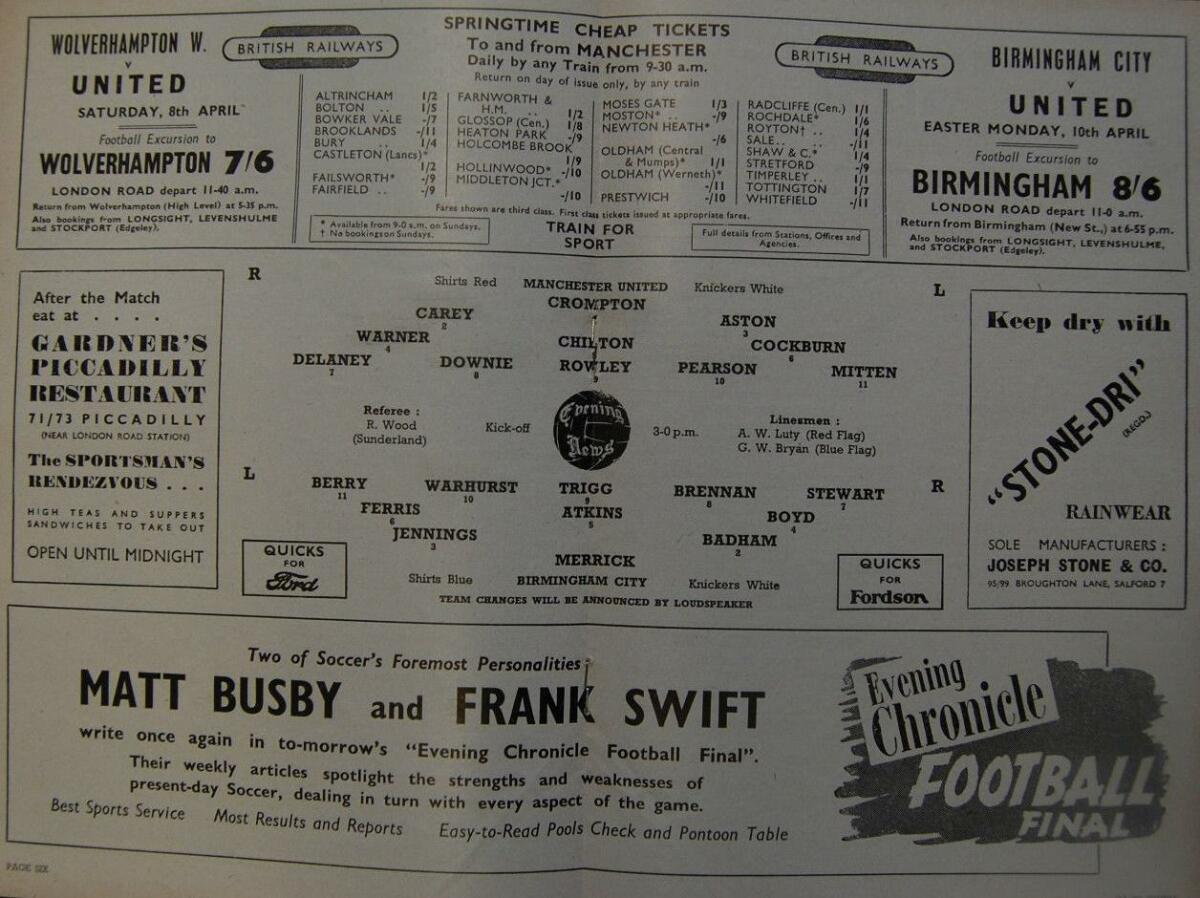 WOLVERHAMPTON W.
v
UNITED
SATURDAY, 8th APRIL
Football Excursion to
WOLVERHAMPTON 7/6
LONDON ROAD depart 11-40 a.m.
Return from Wolverhampton (High Level) at 5-35 p.m.
Also bookings from LONGSIGHT, LEVENSHULME
and STOCKPORT (Edgeley).
BRITISH RAILWAYS
SPRINGTIME CHEAP TICKETS
To and from MANCHESTER
Daily by any Train from 9-30 a.m.
Return on day of issue only, by any train
BRITISH RAILWAYS
ALTRINCHAM 1/2
BOLTON .. 1/5
BOWKER VALE -/7
BROOKLANDS -/11
BURY .. 1/4
CASTLETON (Lancs)*
1/2
FAILSWORTH* -/9
FAIRFIELD .. -/9
FARNWORTH &
H.M. .. 1/2
GLOSSOP (Cen.) 1/8
HEATON PARK -/9
HOLCOMBE BROOK
1/9
HOLLINWOOD* -/10
MIDDLETON JCT.*
-/10
MOSES GATE 1/3
MOSTON* .. -/9
NEWTON HEATH*
-/6
OLDHAM (Central
& Mumps)* 1/1
OLDHAM (Werneth)*
-/11
PRESTWICH -/10
RADCLIFFE (Cen.) 1/1
ROCHDALE* 1/6
ROYTON† .. 1/4
SALE.. .. -/11
SHAW & C.* 1/4
STRETFORD -/9
TIMPERLEY .. 1/1
TOTTINGTON 1/7
WHITEFIELD -/11
Fares shown are third class. First class tickets issued at appropriate fares.
* Available from 9-0 a.m. on Sundays.
† No bookings on Sundays.
TRAIN FOR
SPORT
Full details from Stations, Offices and
Agencies.
BIRMINGHAM CITY
v
UNITED
EASTER MONDAY, 10th APRIL
Football Excursion to
BIRMINGHAM 8/6
LONDON ROAD depart 11-0 a.m.
Return from Birmingham (New St.,) at 6-55 p.m.
Also bookings from LONGSIGHT, LEVENSHULME,
and STOCKPORT (Edgeley).
After the Match
eat at . . . .
GARDNER'S
PICCADILLY
RESTAURANT
71/73 PICCADILLY
(NEAR LONDON ROAD STATION)
The SPORTSMAN'S
RENDEZVOUS . . .
HIGH TEAS AND SUPPERS
SANDWICHES TO TAKE OUT
OPEN UNTIL MIDNIGHT
R
Shirts Red MANCHESTER UNITED Knickers White
L
CROMPTON
1
CAREY ASTON
2 3
WARNER CHILTON COCKBURN
4 5 6
DELANEY DOWNIE ROWLEY PEARSON MITTEN
7 8 9 10 11
Referee :
R. Wood
(Sunderland)
Kick-off
Evening
News
3-0 p.m.
Linesmen :
A. W. Luty (Red Flag)
G. W. Bryan (Blue Flag)
L
R
BERRY WARHURST TRIGG BRENNAN STEWART
11 10 9 8 7
FERRIS ATKINS BOYD
6 5 4
JENNINGS BADHAM
3 2
MERRICK
Shirts Blue BIRMINGHAM CITY Knickers White
TEAM CHANGES WILL BE ANNOUNCED BY LOUDSPEAKER
QUICKS
FOR
Ford
QUICKS
FOR
Fordson
Keep dry with
"STONE-DRI"
(REGD.)
RAINWEAR
SOLE MANUFACTURERS :
JOSEPH STONE & CO.
95/99 BROUGHTON LANE, SALFORD 7
Two of Soccer's Foremost Personalities
MATT BUSBY and FRANK SWIFT
write once again in to-morrow's "Evening Chronicle Football Final".
Their weekly articles spotlight the strengths and weaknesses of
present-day Soccer, dealing in turn with every aspect of the game.
Best Sports Service Most Results and Reports Easy-to-Read Pools Check and Pontoon Table
Evening
Chronicle
FOOTBALL
FINAL
PAGE SIX